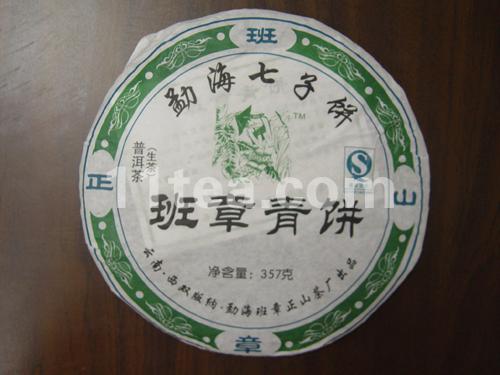 班
勐海七子饼
TM
普洱茶
(生茶)
正
山
班章青饼
净含量：357克
云南·西双版纳·勐海班章正山茶厂出品
章